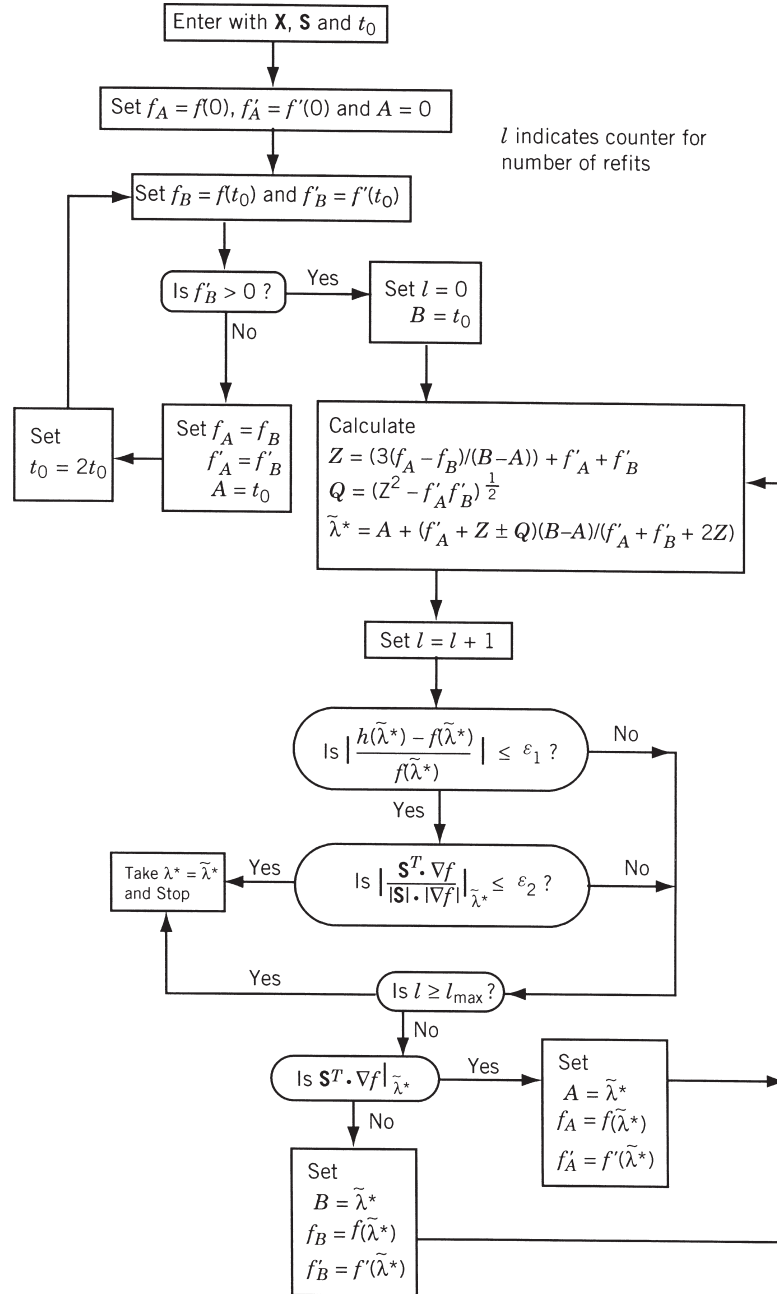 Enter with X, S and t₀
Set f_A = f(0), f′_A = f′(0) and A = 0
l indicates counter for
number of refits
Set f_B = f(t₀) and f′_B = f′(t₀)
Is f′_B > 0 ?
Yes
No
Set l = 0
B = t₀
Set f_A = f_B
f′_A = f′_B
A = t₀
Set
t₀ = 2t₀
Calculate
Z = (3(f_A – f_B)/(B–A)) + f′_A + f′_B
Q = (Z² – f′_A f′_B)^{1/2}
λ̃* = A + (f′_A + Z ± Q)(B–A)/(f′_A + f′_B + 2Z)
Set l = l + 1
Is | (h(λ̃*) – f(λ̃*)) / f(λ̃*) | ≤ ε₁ ?
No
Yes
Is | S^T · ∇f / |S| · |∇f| |_λ̃* ≤ ε₂ ?
No
Yes
Take λ* = λ̃*
and Stop
Is l ≥ l_max ?
Yes
No
Is S^T · ∇f|_λ̃*
Yes
No
Set
A = λ̃*
f_A = f(λ̃*)
f′_A = f′(λ̃*)
Set
B = λ̃*
f_B = f(λ̃*)
f′_B = f′(λ̃*)